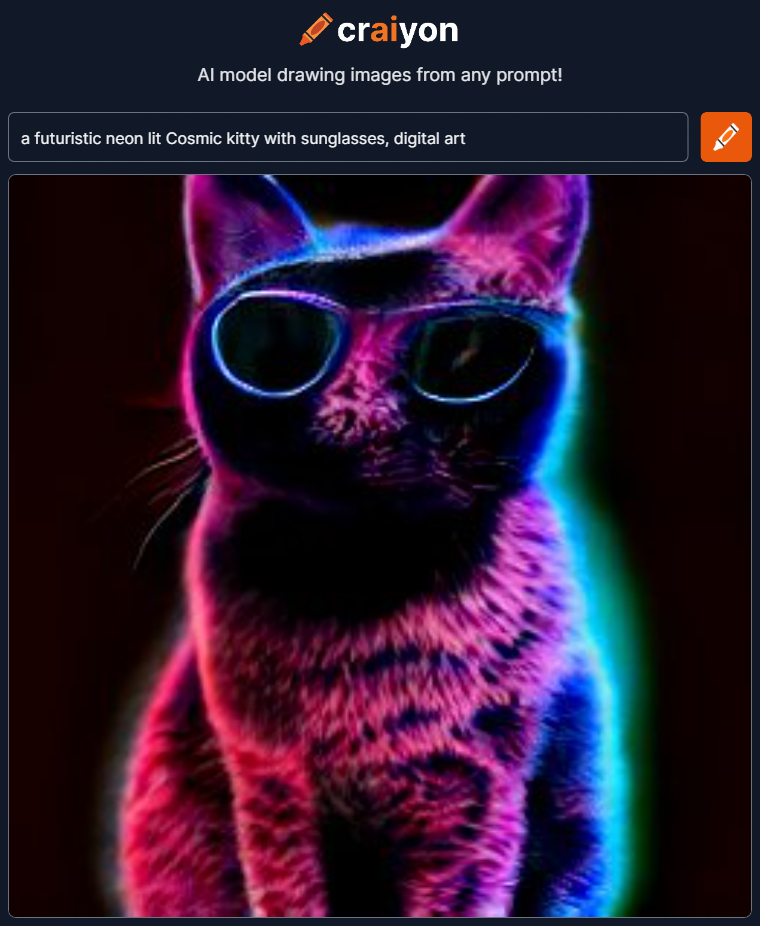 craiyon
AI model drawing images from any prompt!
a futuristic neon lit Cosmic kitty with sunglasses, digital art